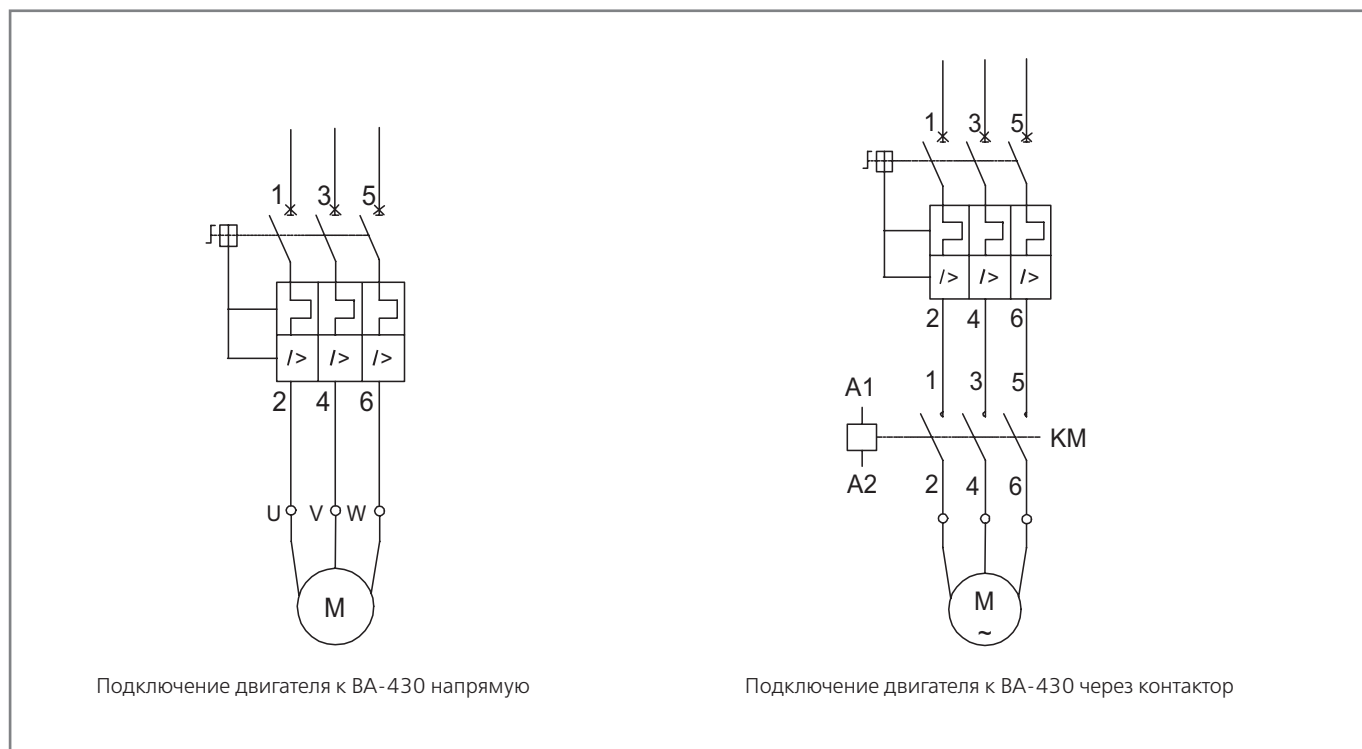 1 3 5
I> I> I>
2 4 6
U V W
M
Подключение двигателя к ВА-430 напрямую
1 3 5
I> I> I>
2 4 6
1 3 5
A1
KM
A2
2 4 6
M
~
Подключение двигателя к ВА-430 через контактор